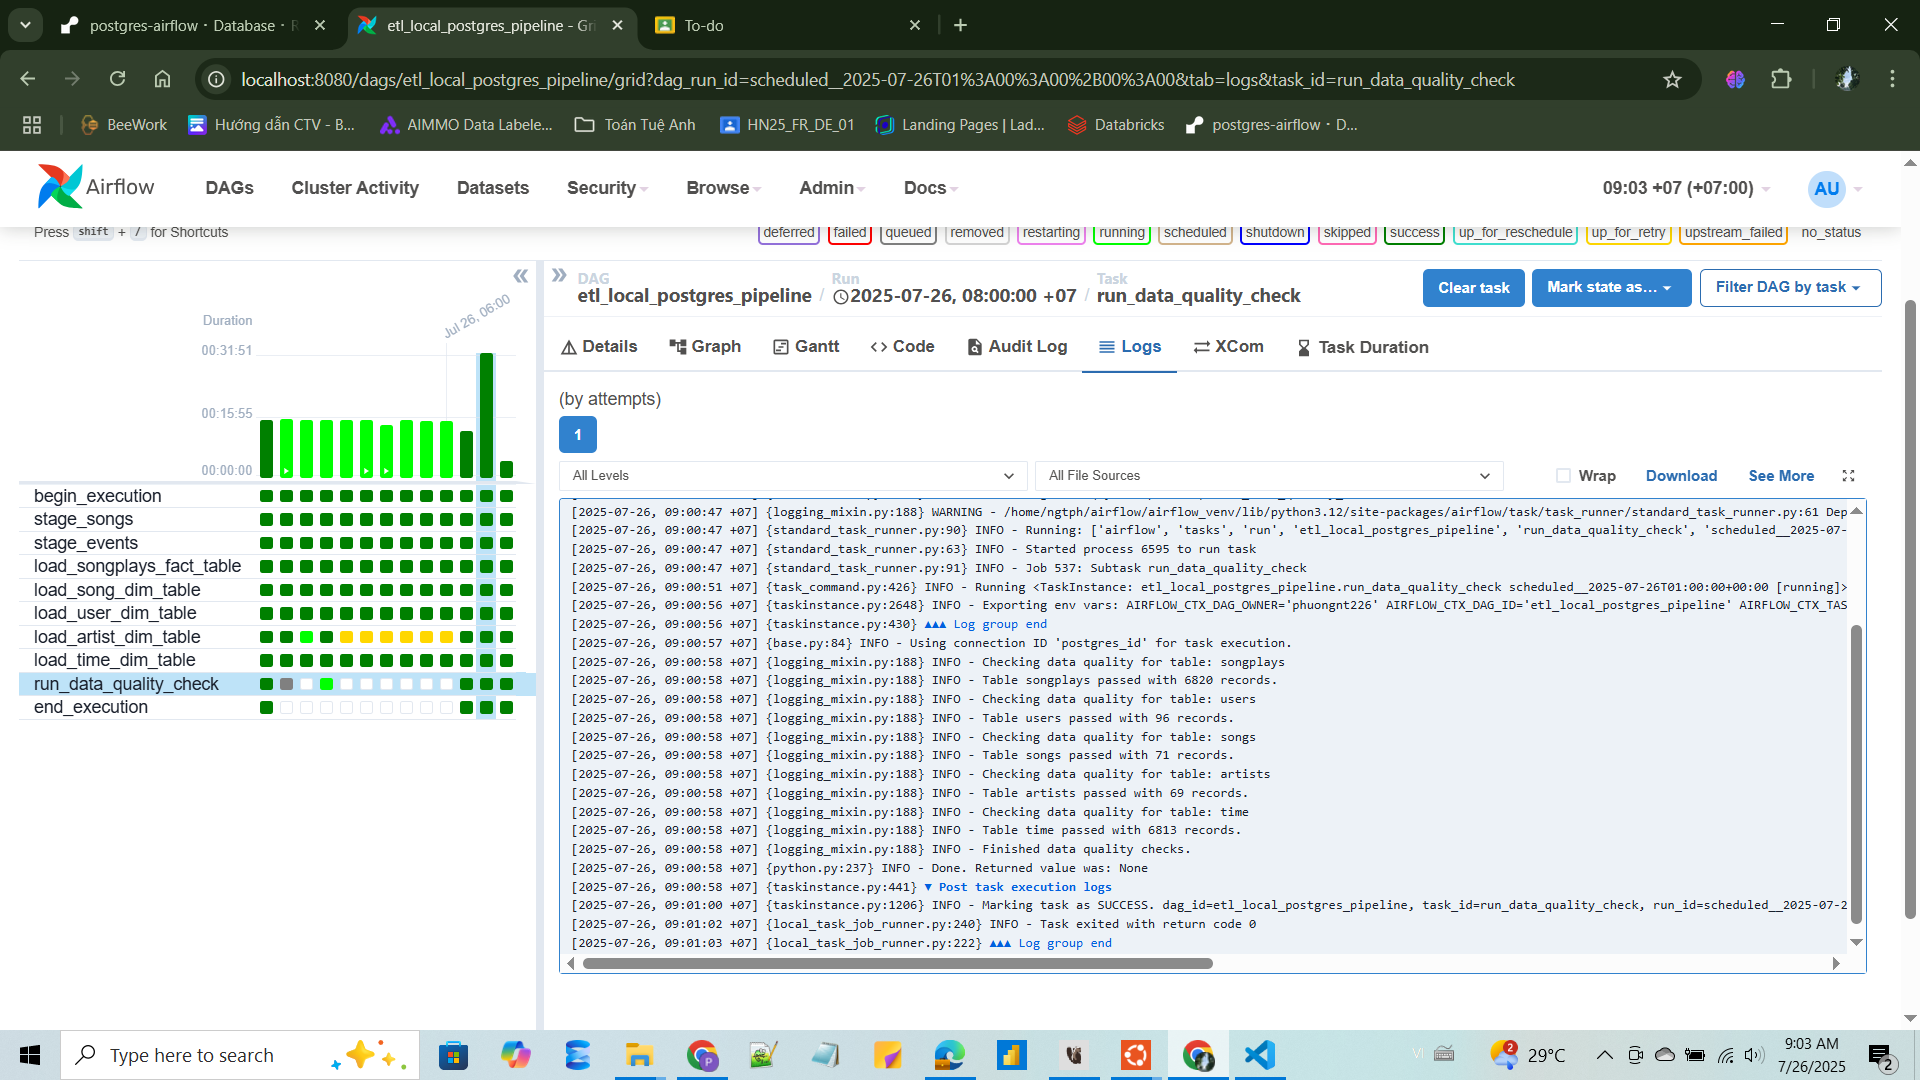 postgres-airflow · Database · R
etl_local_postgres_pipeline - Gri
To-do
localhost:8080/dags/etl_local_postgres_pipeline/grid?dag_run_id=scheduled__2025-07-26T01%3A00%3A00%2B00%3A00&tab=logs&task_id=run_data_quality_check
BeeWork
Hướng dẫn CTV - B...
AIMMO Data Labele...
Toán Tuệ Anh
HN25_FR_DE_01
Landing Pages | Lad...
Databricks
postgres-airflow · D...
Airflow
DAGs
Cluster Activity
Datasets
Security
Browse
Admin
Docs
09:03 +07 (+07:00)
AU
Press shift + / for Shortcuts
deferred failed queued removed restarting running scheduled shutdown skipped success up_for_reschedule up_for_retry upstream_failed no_status
Duration
Jul 26, 06:00
00:31:51
00:15:55
00:00:00
begin_execution
stage_songs
stage_events
load_songplays_fact_table
load_song_dim_table
load_user_dim_table
load_artist_dim_table
load_time_dim_table
run_data_quality_check
end_execution
DAG
etl_local_postgres_pipeline
/
Run
2025-07-26, 08:00:00 +07
/
Task
run_data_quality_check
Clear task
Mark state as...
Filter DAG by task
Details
Graph
Gantt
Code
Audit Log
Logs
XCom
Task Duration
(by attempts)
1
All Levels
All File Sources
Wrap
Download
See More
[2025-07-26, 09:00:47 +07] {logging_mixin.py:188} WARNING - /home/ngtph/airflow/airflow_venv/lib/python3.12/site-packages/airflow/task/task_runner/standard_task_runner.py:61 Dep
[2025-07-26, 09:00:47 +07] {standard_task_runner.py:90} INFO - Running: ['airflow', 'tasks', 'run', 'etl_local_postgres_pipeline', 'run_data_quality_check', 'scheduled__2025-07-
[2025-07-26, 09:00:47 +07] {standard_task_runner.py:63} INFO - Started process 6595 to run task
[2025-07-26, 09:00:47 +07] {standard_task_runner.py:91} INFO - Job 537: Subtask run_data_quality_check
[2025-07-26, 09:00:51 +07] {task_command.py:426} INFO - Running <TaskInstance: etl_local_postgres_pipeline.run_data_quality_check scheduled__2025-07-26T01:00:00+00:00 [running]>
[2025-07-26, 09:00:56 +07] {taskinstance.py:2648} INFO - Exporting env vars: AIRFLOW_CTX_DAG_OWNER='phuongnt226' AIRFLOW_CTX_DAG_ID='etl_local_postgres_pipeline' AIRFLOW_CTX_TAS
[2025-07-26, 09:00:56 +07] {taskinstance.py:430} ▲▲▲ Log group end
[2025-07-26, 09:00:57 +07] {base.py:84} INFO - Using connection ID 'postgres_id' for task execution.
[2025-07-26, 09:00:58 +07] {logging_mixin.py:188} INFO - Checking data quality for table: songplays
[2025-07-26, 09:00:58 +07] {logging_mixin.py:188} INFO - Table songplays passed with 6820 records.
[2025-07-26, 09:00:58 +07] {logging_mixin.py:188} INFO - Checking data quality for table: users
[2025-07-26, 09:00:58 +07] {logging_mixin.py:188} INFO - Table users passed with 96 records.
[2025-07-26, 09:00:58 +07] {logging_mixin.py:188} INFO - Checking data quality for table: songs
[2025-07-26, 09:00:58 +07] {logging_mixin.py:188} INFO - Table songs passed with 71 records.
[2025-07-26, 09:00:58 +07] {logging_mixin.py:188} INFO - Checking data quality for table: artists
[2025-07-26, 09:00:58 +07] {logging_mixin.py:188} INFO - Table artists passed with 69 records.
[2025-07-26, 09:00:58 +07] {logging_mixin.py:188} INFO - Checking data quality for table: time
[2025-07-26, 09:00:58 +07] {logging_mixin.py:188} INFO - Table time passed with 6813 records.
[2025-07-26, 09:00:58 +07] {logging_mixin.py:188} INFO - Finished data quality checks.
[2025-07-26, 09:00:58 +07] {python.py:237} INFO - Done. Returned value was: None
[2025-07-26, 09:00:58 +07] {taskinstance.py:441} ▼ Post task execution logs
[2025-07-26, 09:01:00 +07] {taskinstance.py:1206} INFO - Marking task as SUCCESS. dag_id=etl_local_postgres_pipeline, task_id=run_data_quality_check, run_id=scheduled__2025-07-2
[2025-07-26, 09:01:02 +07] {local_task_job_runner.py:240} INFO - Task exited with return code 0
[2025-07-26, 09:01:03 +07] {local_task_job_runner.py:222} ▲▲▲ Log group end
Type here to search
P
2
29°C
9:03 AM
7/26/2025
2